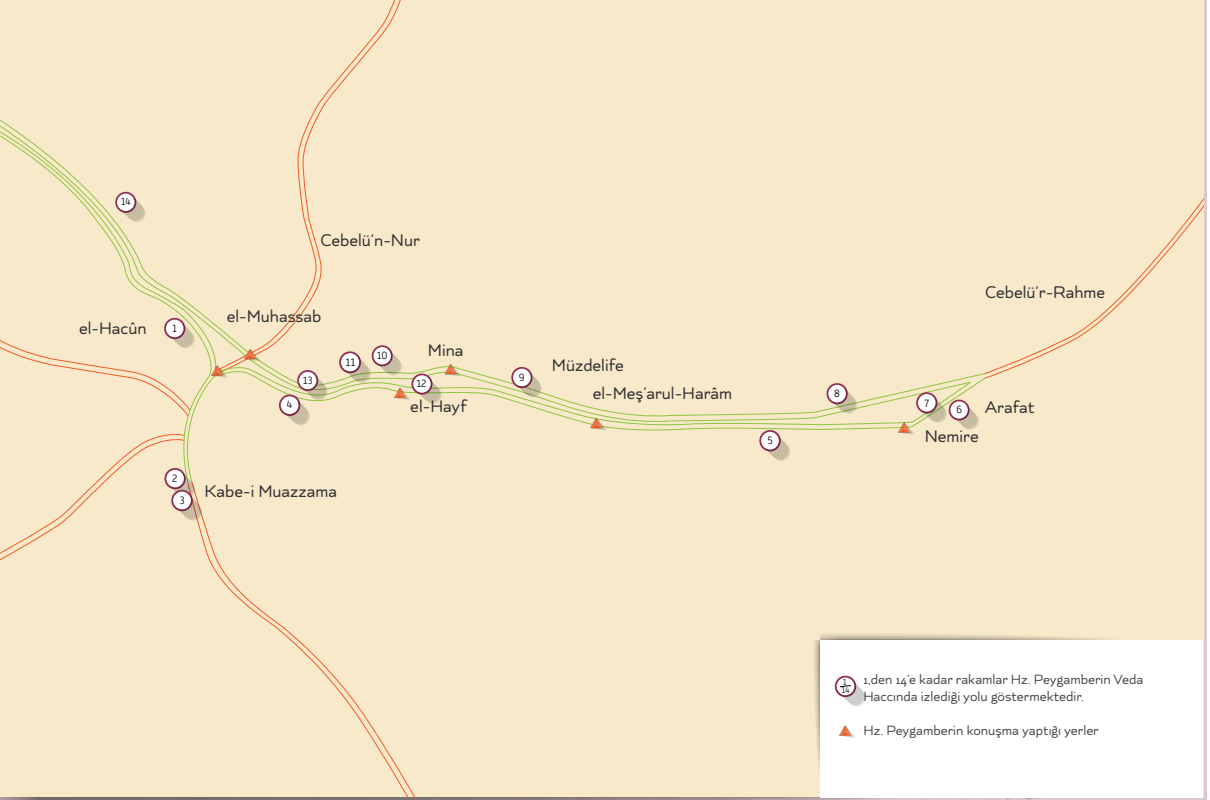 14
Cebelü'n-Nur
Cebelü'r-Rahme
el-Muhassab
el-Hacûn
1
Mina
10
11
Müzdelife
9
13
12
el-Meş'arul-Harâm
8
4
el-Hayf
7
6
Arafat
Nemire
5
2
Kabe-i Muazzama
3
1
14
1,den 14'e kadar rakamlar Hz. Peygamberin Veda
Haccında izlediği yolu göstermektedir.
Hz. Peygamberin konuşma yaptığı yerler